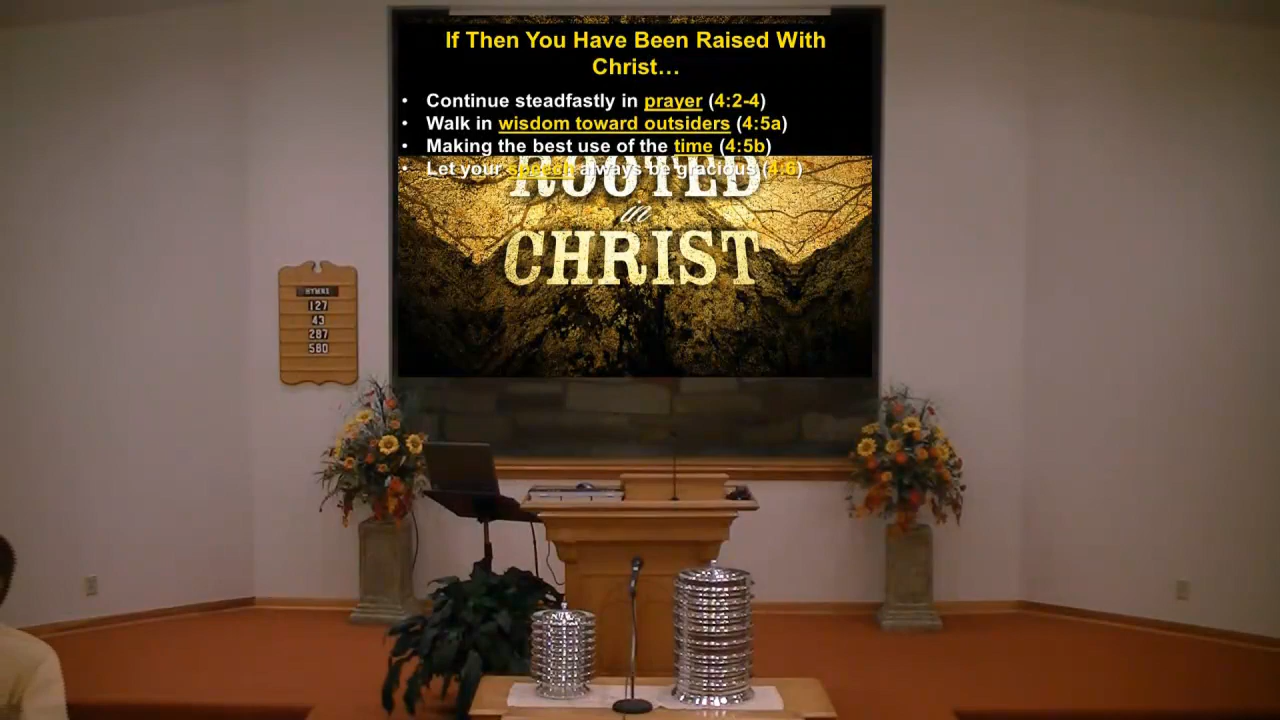 If Then You Have Been Raised With
Christ…
• Continue steadfastly in prayer (4:2-4)
• Walk in wisdom toward outsiders (4:5a)
• Making the best use of the time (4:5b)
• Let your speech always be gracious (4:6)
ROOTED
in
CHRIST
HYMNS
127
43
287
580